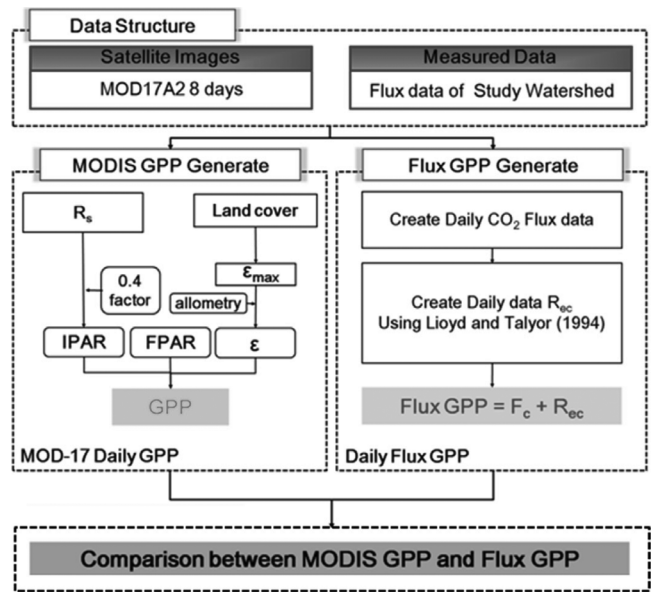 Data Structure
Satellite Images
MOD17A2 8 days
Measured Data
Flux data of Study Watershed
MODIS GPP Generate
Rs
Land cover
0.4
factor
εmax
allometry
IPAR
FPAR
ε
GPP
MOD-17 Daily GPP
Flux GPP Generate
Create Daily CO2 Flux data
Create Daily data Rec
Using Lioyd and Talyor (1994)
Flux GPP = Fc + Rec
Daily Flux GPP
Comparison between MODIS GPP and Flux GPP